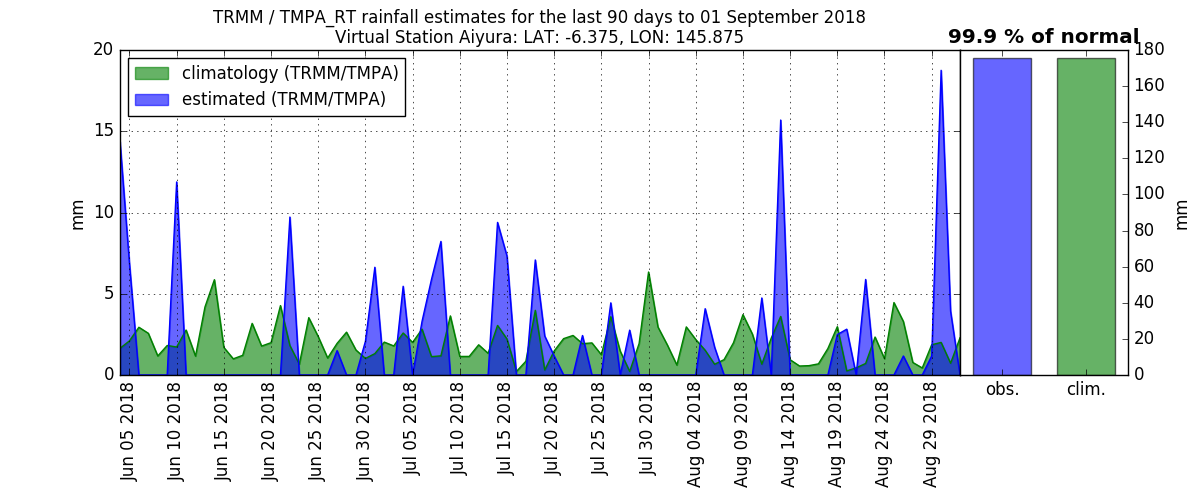 TRMM / TMPA_RT rainfall estimates for the last 90 days to 01 September 2018
Virtual Station Aiyura: LAT: -6.375, LON: 145.875
99.9 % of normal
climatology (TRMM/TMPA)
estimated (TRMM/TMPA)
20
15
10
5
0
mm
180
160
140
120
100
80
60
40
20
0
mm
Jun 05 2018
Jun 10 2018
Jun 15 2018
Jun 20 2018
Jun 25 2018
Jun 30 2018
Jul 05 2018
Jul 10 2018
Jul 15 2018
Jul 20 2018
Jul 25 2018
Jul 30 2018
Aug 04 2018
Aug 09 2018
Aug 14 2018
Aug 19 2018
Aug 24 2018
Aug 29 2018
obs.
clim.